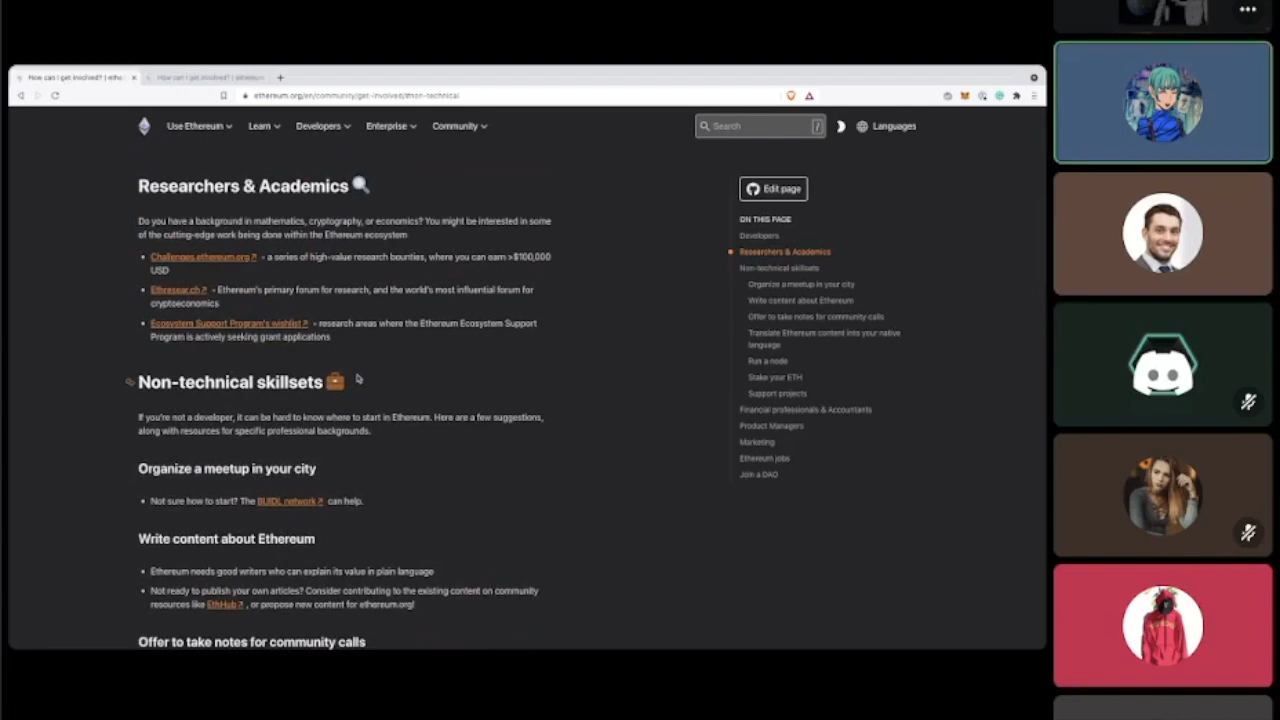 How can I get involved? | ethe
How can I get involved? | ethereum
ethereum.org/en/community/get-involved/#non-technical
Use Ethereum
Learn
Developers
Enterprise
Community
Search
/
Languages
Researchers & Academics
Do you have a background in mathematics, cryptography, or economics? You might be interested in some
of the cutting-edge work being done within the Ethereum ecosystem
• Challenges.ethereum.org - a series of high-value research bounties, where you can earn >$100,000
USD
• Ethresear.ch - Ethereum's primary forum for research, and the world's most influential forum for
cryptoeconomics
• Ecosystem Support Program's wishlist - research areas where the Ethereum Ecosystem Support
Program is actively seeking grant applications
Non-technical skillsets
If you're not a developer, it can be hard to know where to start in Ethereum. Here are a few suggestions,
along with resources for specific professional backgrounds.
Organize a meetup in your city
• Not sure how to start? The BUIDL network can help.
Write content about Ethereum
• Ethereum needs good writers who can explain its value in plain language
• Not ready to publish your own articles? Consider contributing to the existing content on community
resources like EthHub , or propose new content for ethereum.org!
Offer to take notes for community calls
Edit page
ON THIS PAGE
Developers
Researchers & Academics
Non-technical skillsets
Organize a meetup in your city
Write content about Ethereum
Offer to take notes for community calls
Translate Ethereum content into your native
language
Run a node
Stake your ETH
Support projects
Financial professionals & Accountants
Product Managers
Marketing
Ethereum jobs
Join a DAO